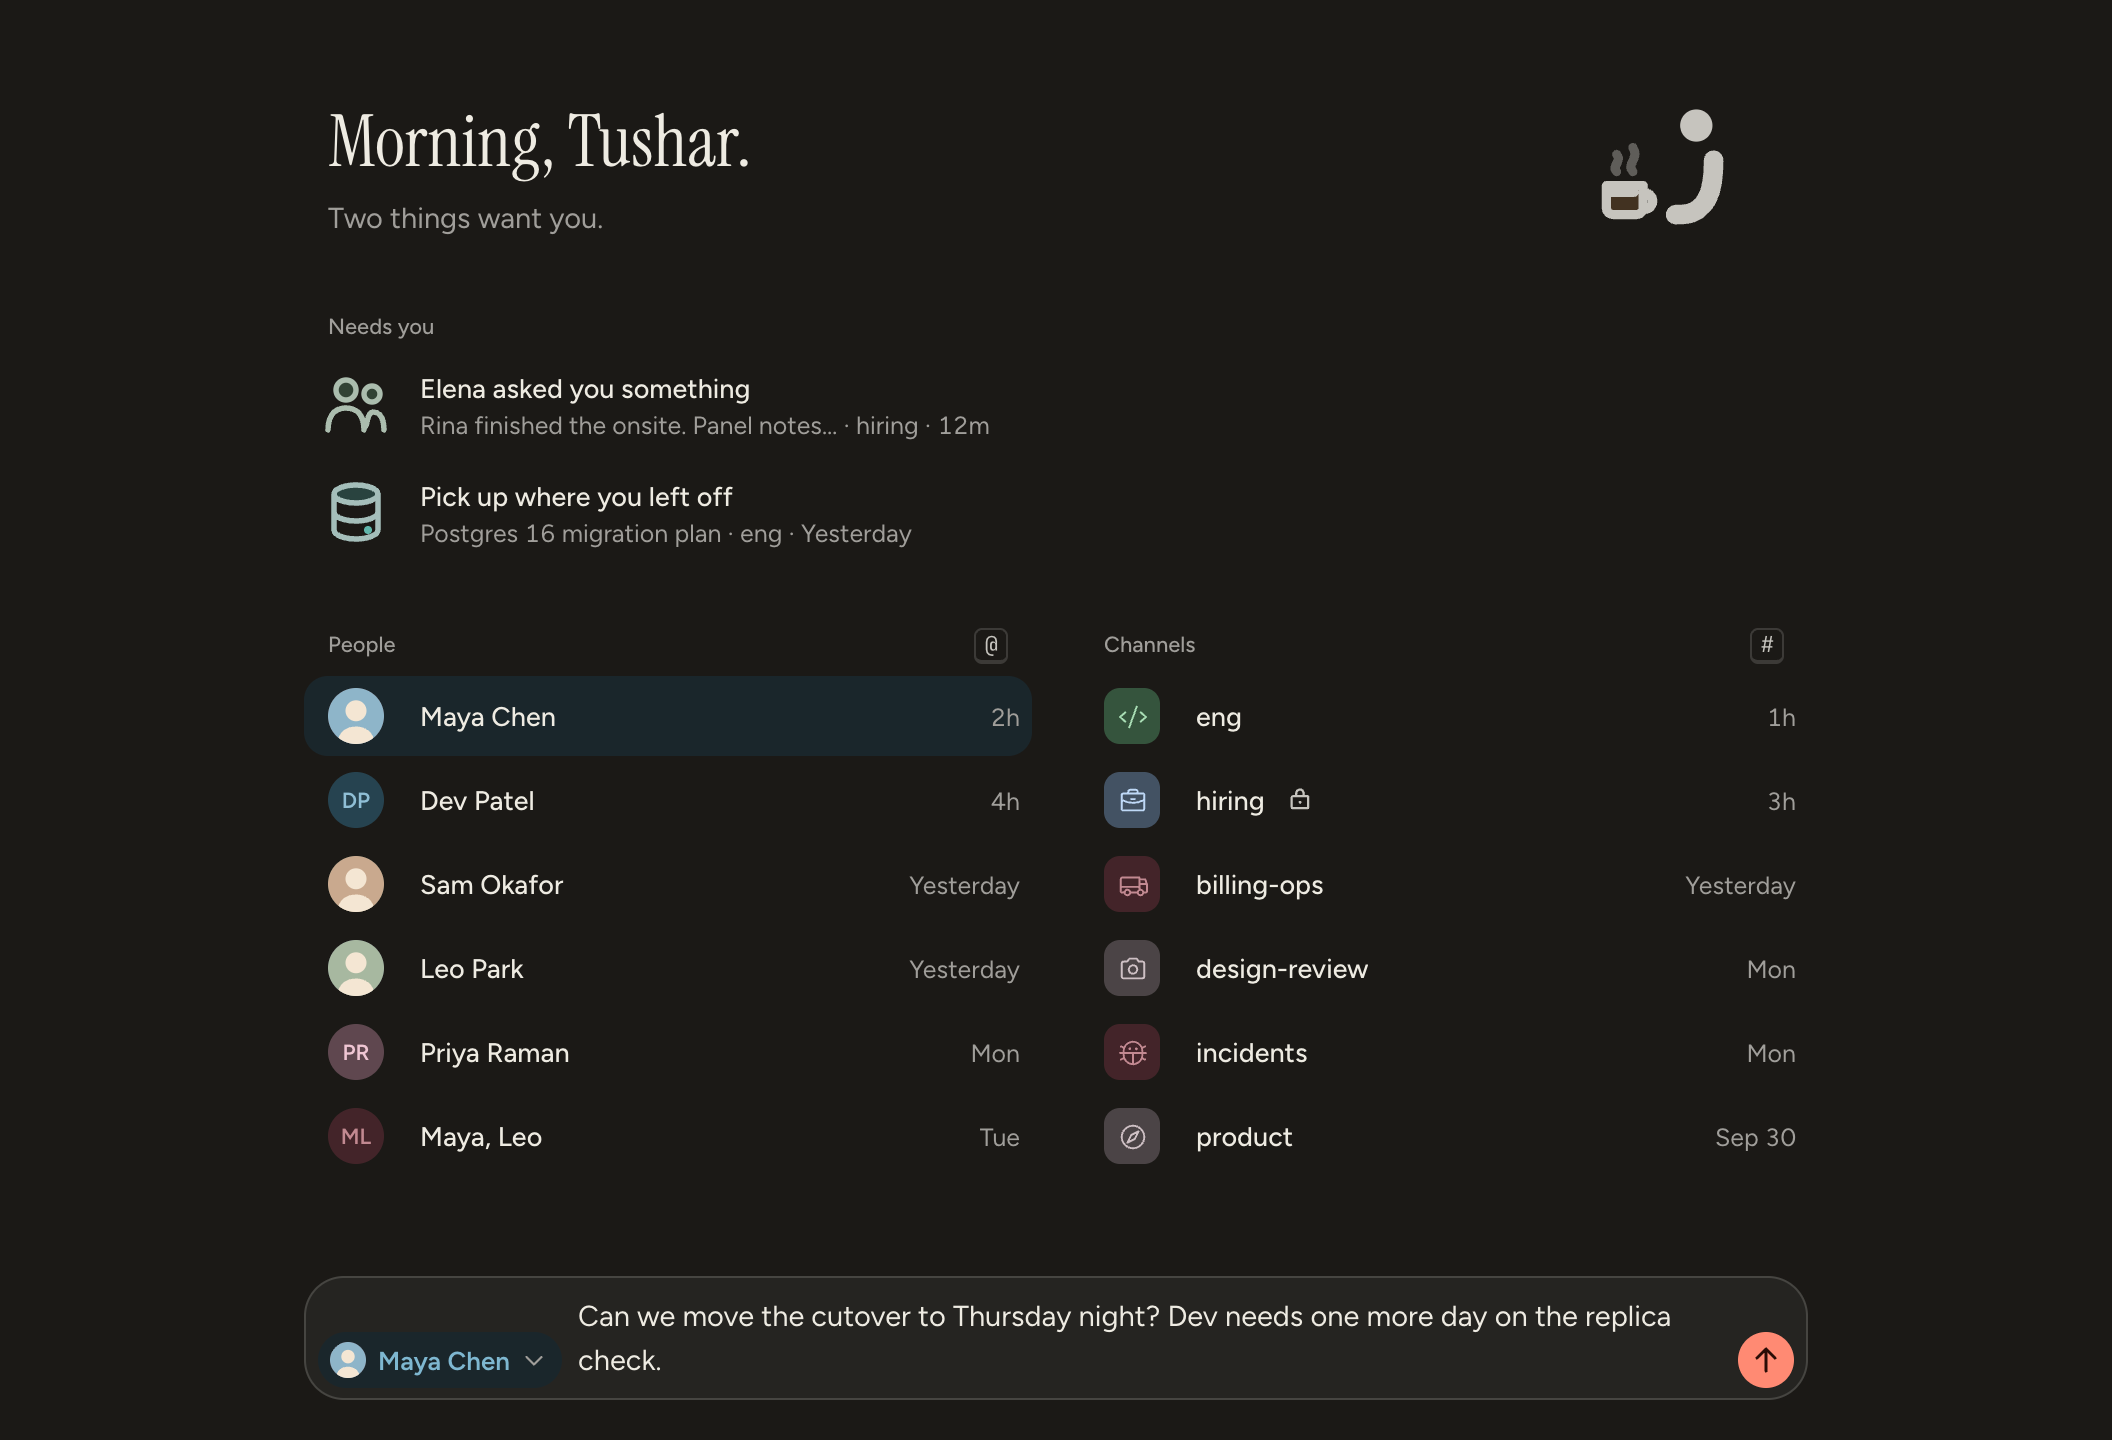 Morning, Tushar.
Two things want you.
Needs you
Elena asked you something
Rina finished the onsite. Panel notes... · hiring · 12m
Pick up where you left off
Postgres 16 migration plan · eng · Yesterday
People @
Maya Chen 2h
DP Dev Patel 4h
Sam Okafor Yesterday
Leo Park Yesterday
PR Priya Raman Mon
ML Maya, Leo Tue
Channels #
eng 1h
hiring 3h
billing-ops Yesterday
design-review Mon
incidents Mon
product Sep 30
Maya Chen
Can we move the cutover to Thursday night? Dev needs one more day on the replica
check.